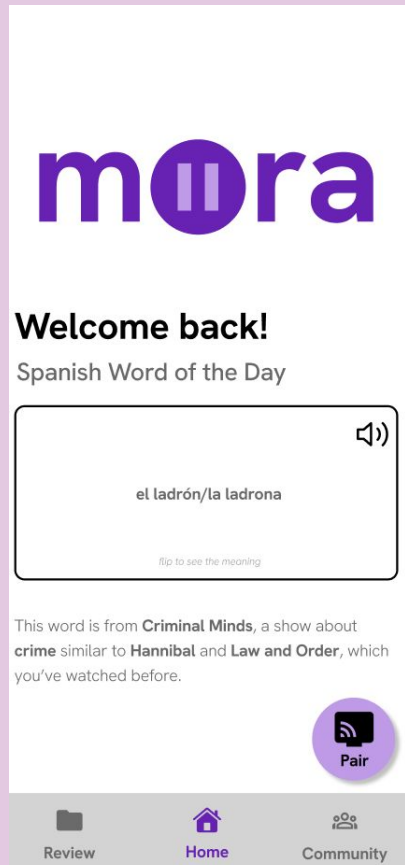 mora
Welcome back!
Spanish Word of the Day
el ladrón/la ladrona
flip to see the meaning
This word is from Criminal Minds, a show about
crime similar to Hannibal and Law and Order, which
you’ve watched before.
Pair
Review
Home
Community